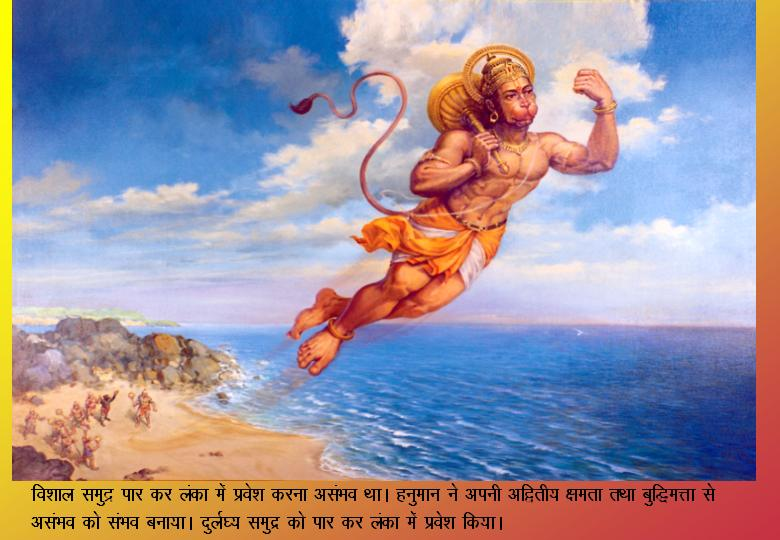 विशाल समुद्र पार कर लंका में प्रवेश करना असंभव था। हनुमान ने अपनी अद्वितीय क्षमता तथा बुद्धिमत्ता से
असंभव को संभव बनाया। दुर्लघ्य समुद्र को पार कर लंका में प्रवेश किया।